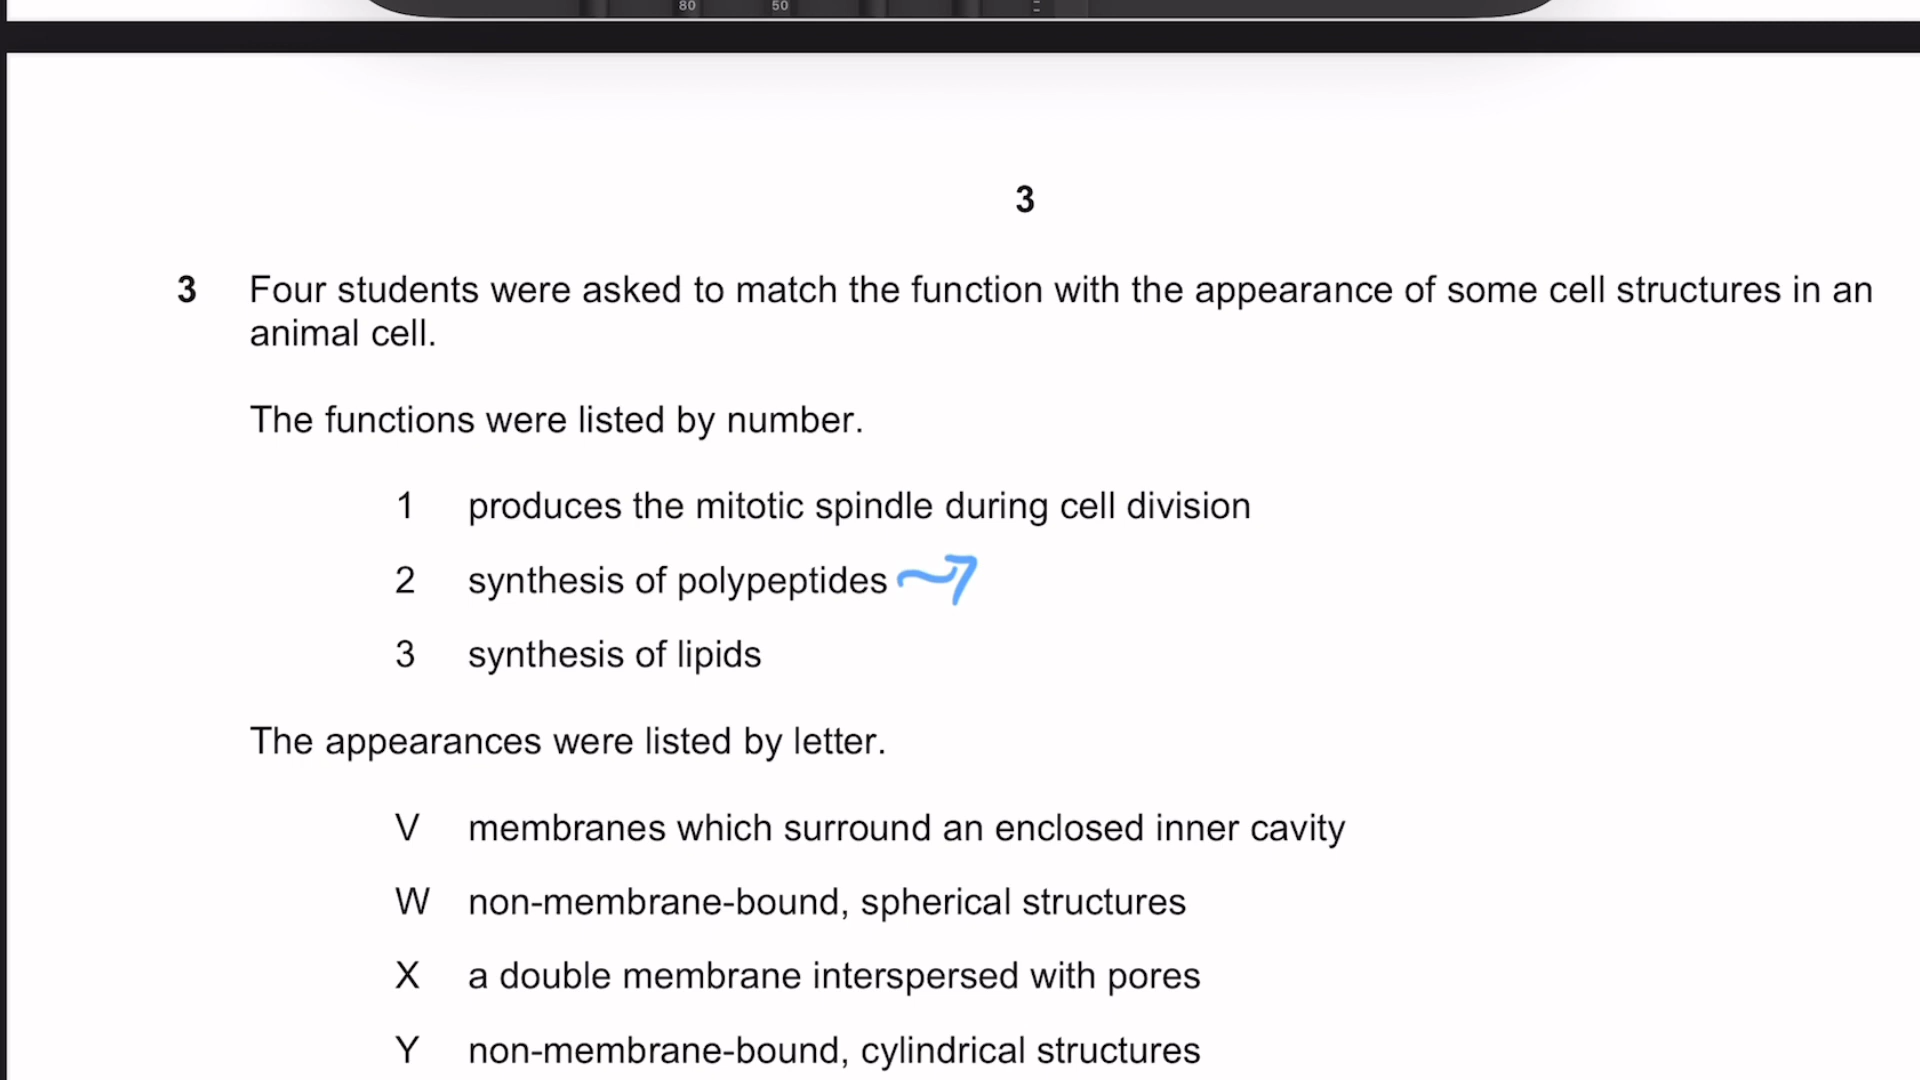 80 50
3
3 Four students were asked to match the function with the appearance of some cell structures in an
animal cell.
The functions were listed by number.
1 produces the mitotic spindle during cell division
2 synthesis of polypeptides
3 synthesis of lipids
The appearances were listed by letter.
V membranes which surround an enclosed inner cavity
W non-membrane-bound, spherical structures
X a double membrane interspersed with pores
Y non-membrane-bound, cylindrical structures